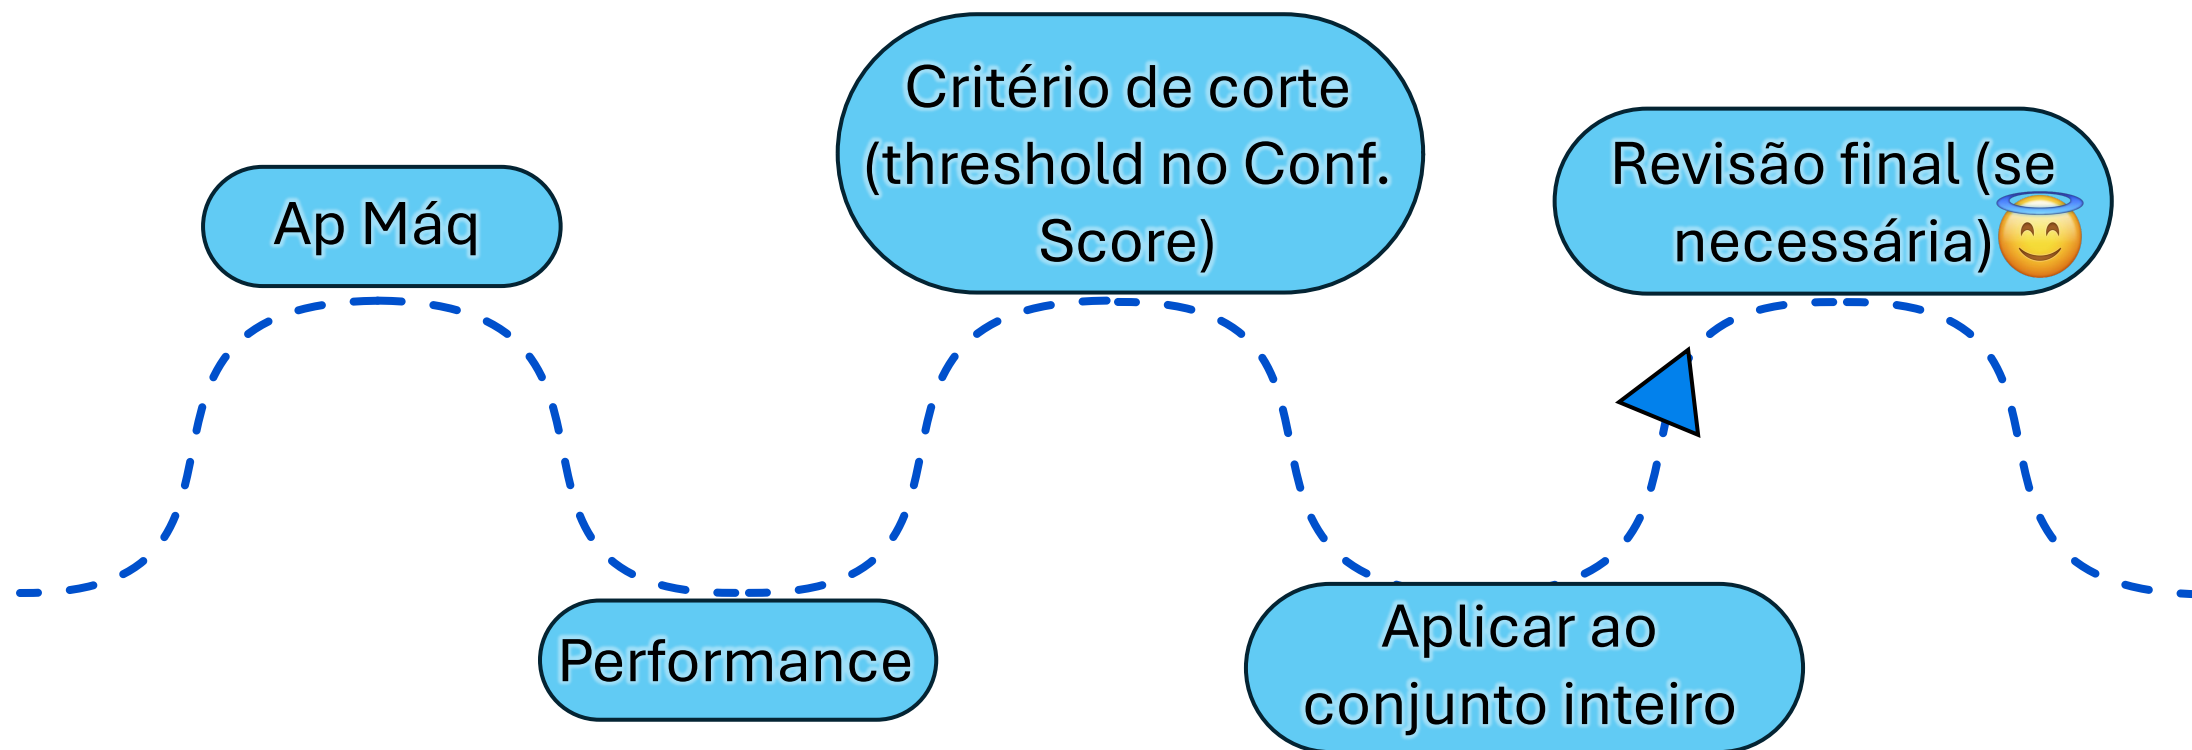 Ap Máq
Performance
Critério de corte
(threshold no Conf.
Score)
Aplicar ao
conjunto inteiro
Revisão final (se
necessária)